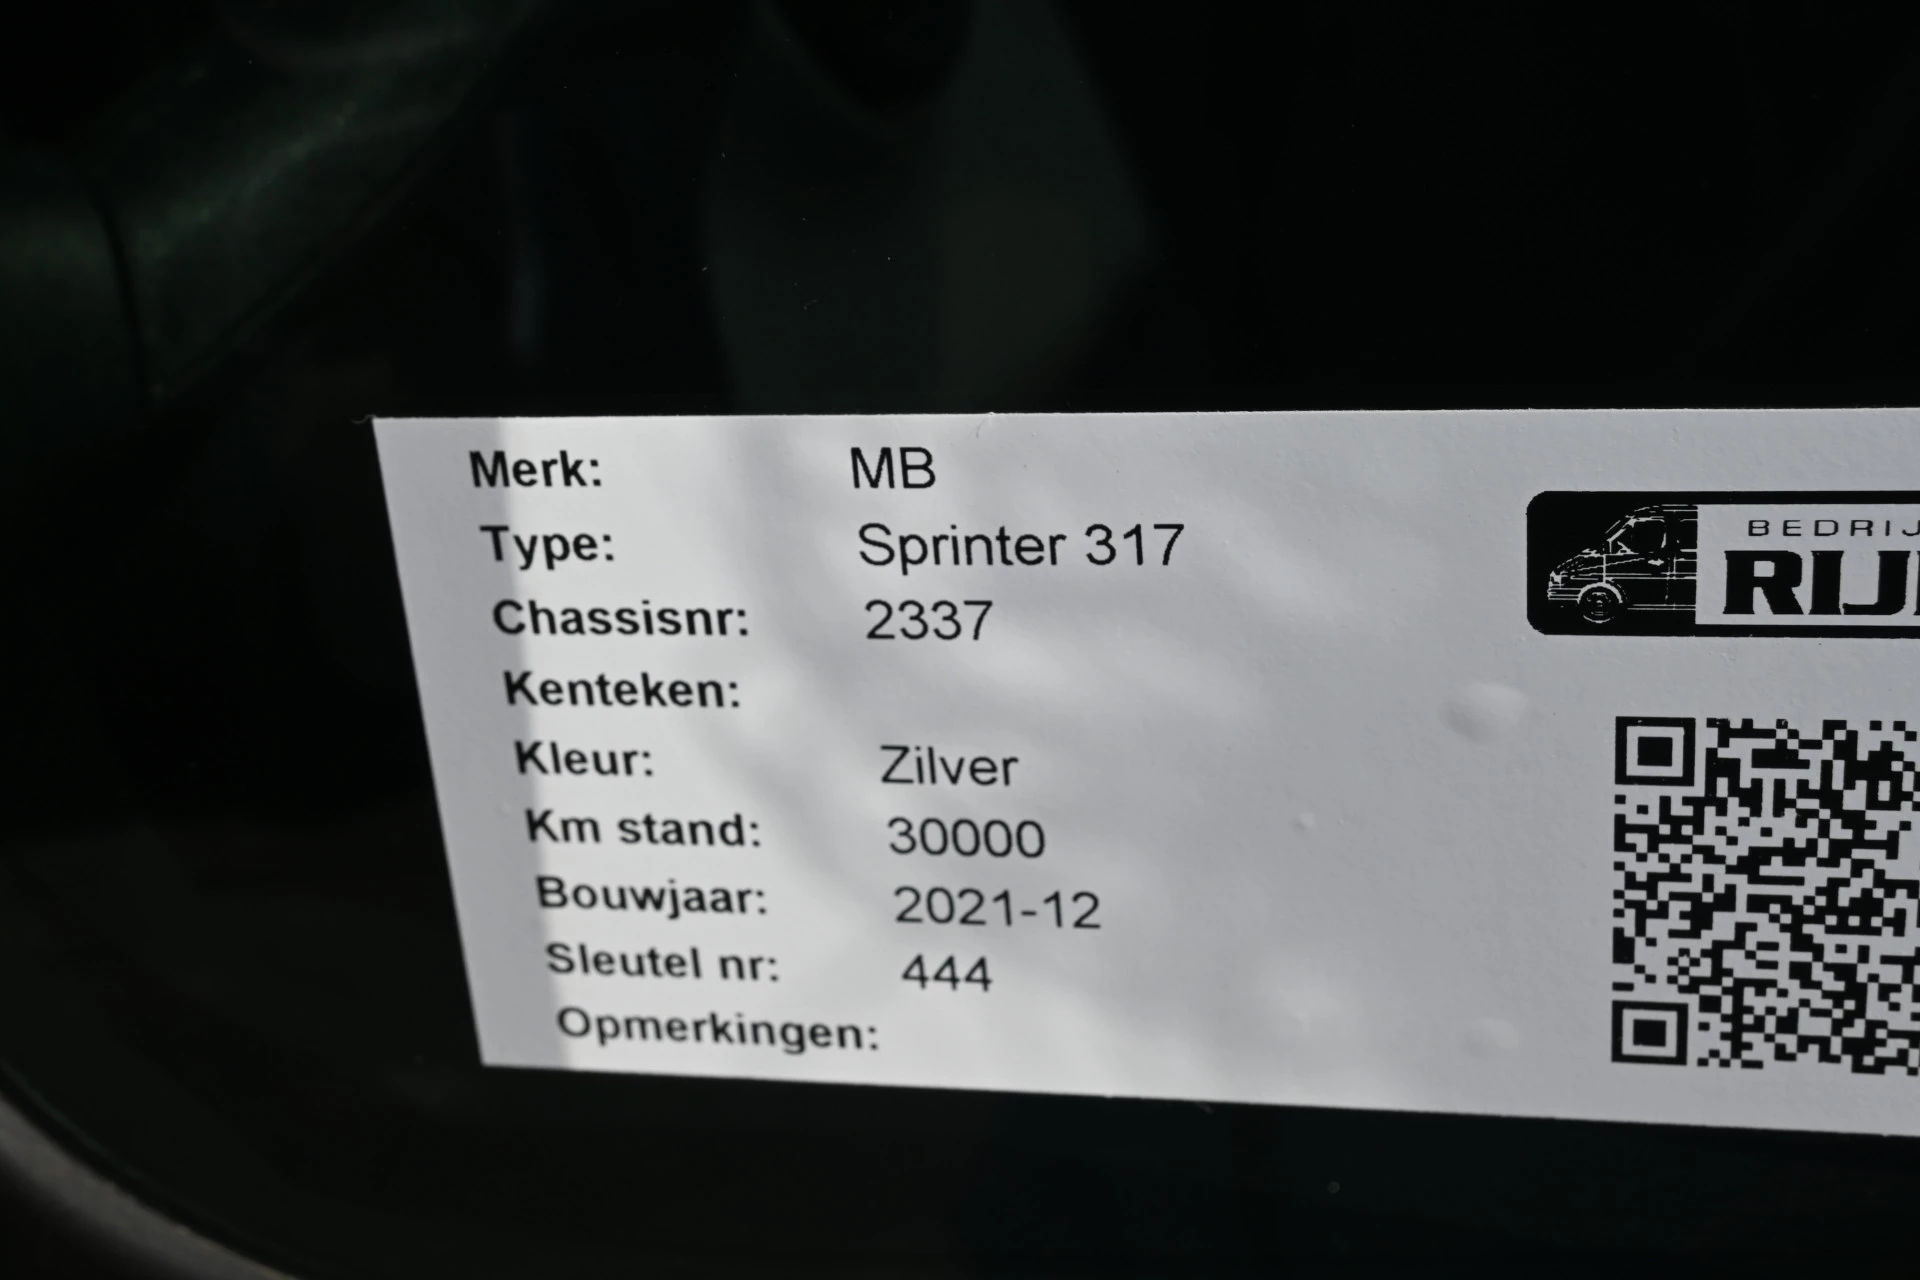 Merk: MB
Type: Sprinter 317
Chassisnr: 2337
Kenteken:
Kleur: Zilver
Km stand: 30000
Bouwjaar: 2021-12
Sleutel nr: 444
Opmerkingen:
BEDRIJ
RIJ